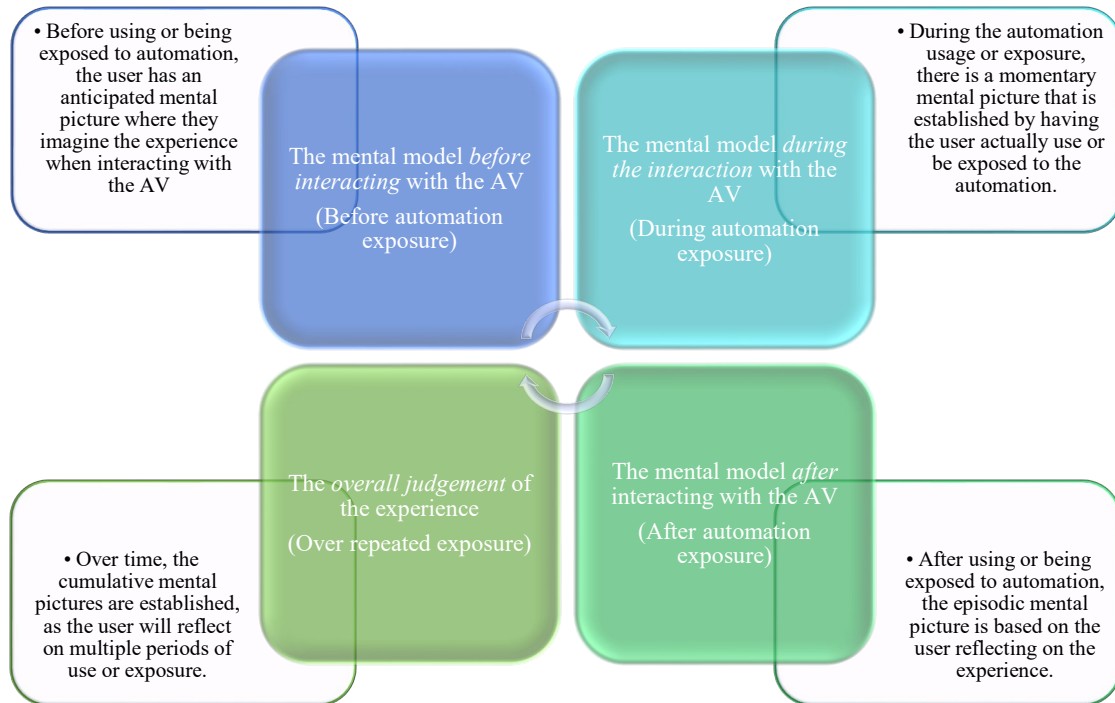 • Before using or being
exposed to automation,
the user has an
anticipated mental
picture where they
imagine the experience
when interacting with
the AV
The mental model before
interacting with the AV
(Before automation
exposure)
The mental model during
the interaction with the
AV
(During automation
exposure)
• During the automation
usage or exposure,
there is a momentary
mental picture that is
established by having
the user actually use or
be exposed to the
automation.
The overall judgement of
the experience
(Over repeated exposure)
• Over time, the
cumulative mental
pictures are established,
as the user will reflect
on multiple periods of
use or exposure.
The mental model after
interacting with the AV
(After automation
exposure)
• After using or being
exposed to automation,
the episodic mental
picture is based on the
user reflecting on the
experience.